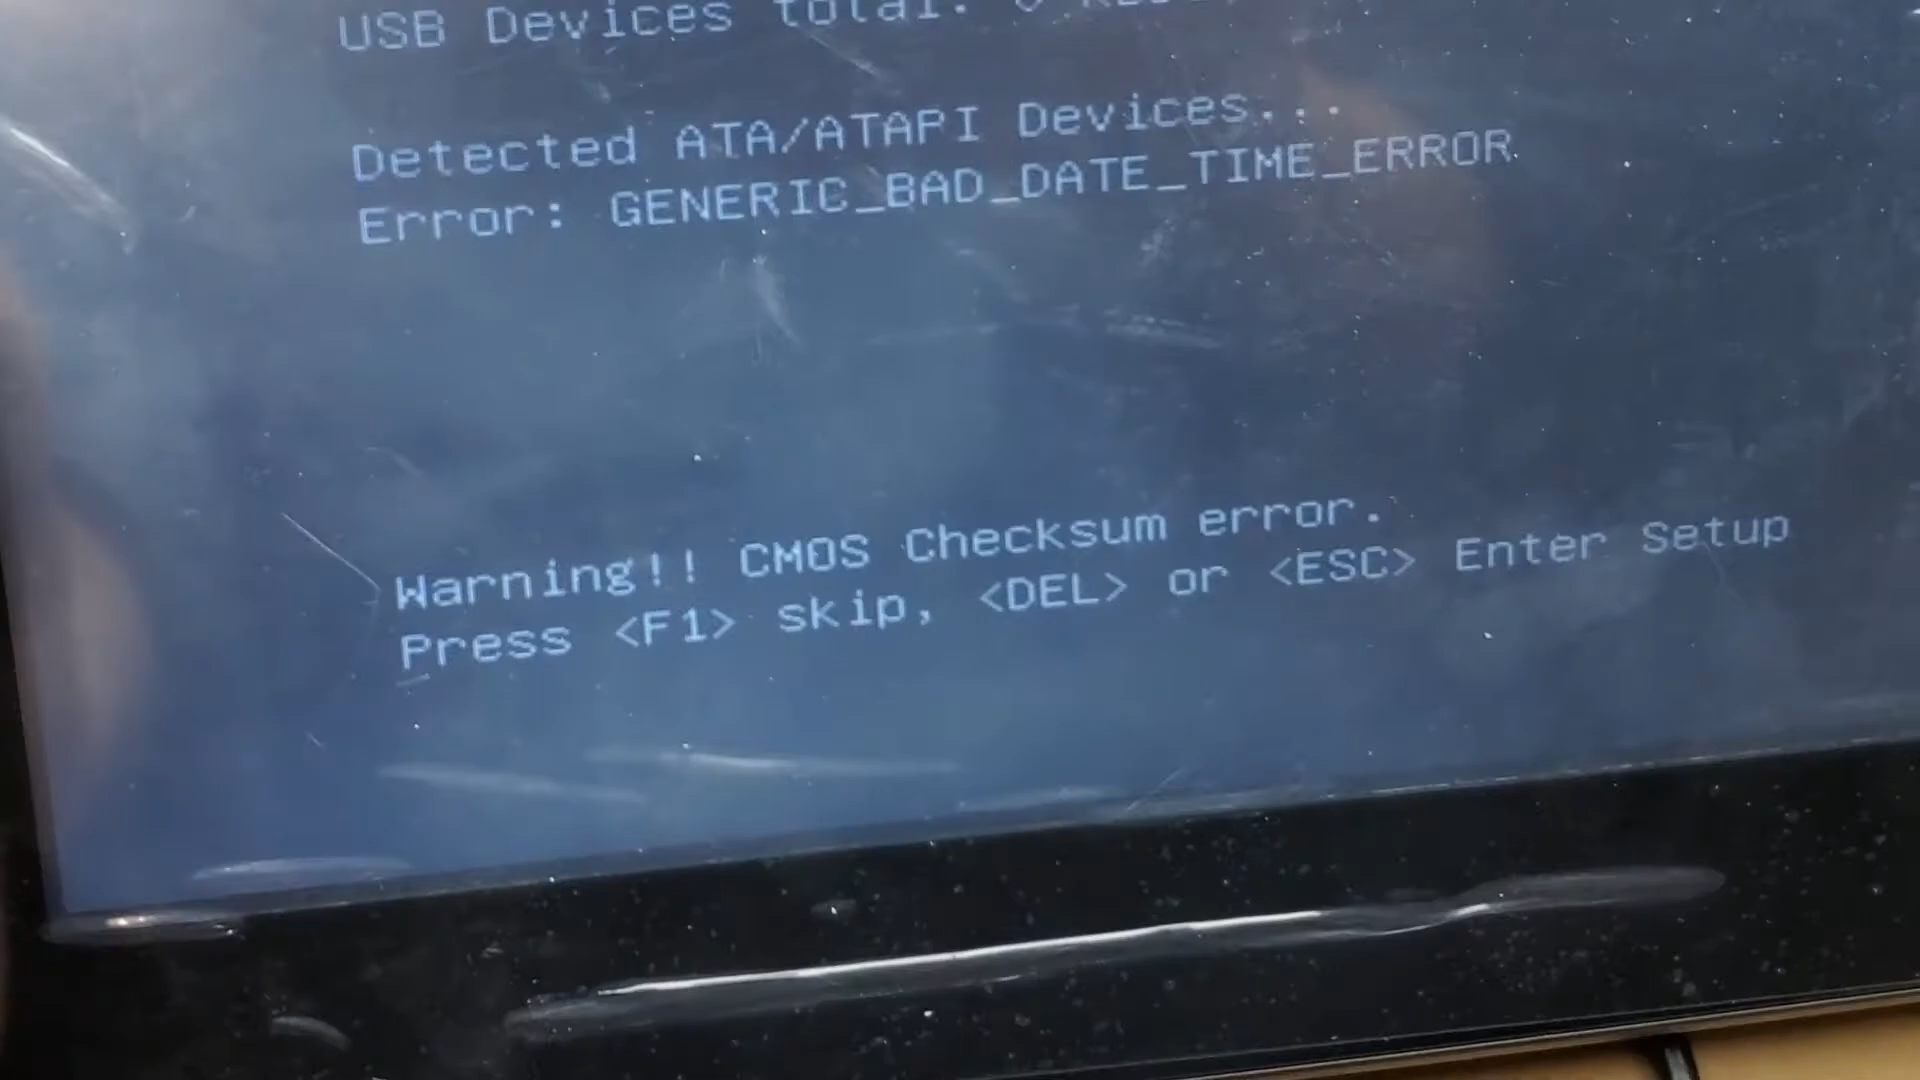 USB Devices total:
Detected ATA/ATAPI Devices...
Error: GENERIC_BAD_DATE_TIME_ERROR
Warning!! CMOS Checksum error.
Press <F1> skip, <DEL> or <ESC> Enter Setup